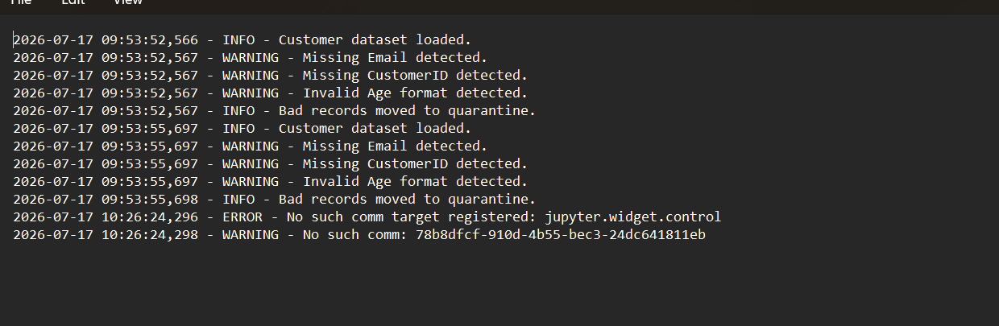 File Edit View
2026-07-17 09:53:52,566 - INFO - Customer dataset loaded.
2026-07-17 09:53:52,567 - WARNING - Missing Email detected.
2026-07-17 09:53:52,567 - WARNING - Missing CustomerID detected.
2026-07-17 09:53:52,567 - WARNING - Invalid Age format detected.
2026-07-17 09:53:52,567 - INFO - Bad records moved to quarantine.
2026-07-17 09:53:55,697 - INFO - Customer dataset loaded.
2026-07-17 09:53:55,697 - WARNING - Missing Email detected.
2026-07-17 09:53:55,697 - WARNING - Missing CustomerID detected.
2026-07-17 09:53:55,697 - WARNING - Invalid Age format detected.
2026-07-17 09:53:55,698 - INFO - Bad records moved to quarantine.
2026-07-17 10:26:24,296 - ERROR - No such comm target registered: jupyter.widget.control
2026-07-17 10:26:24,298 - WARNING - No such comm: 78b8dfcf-910d-4b55-bec3-24dc641811eb